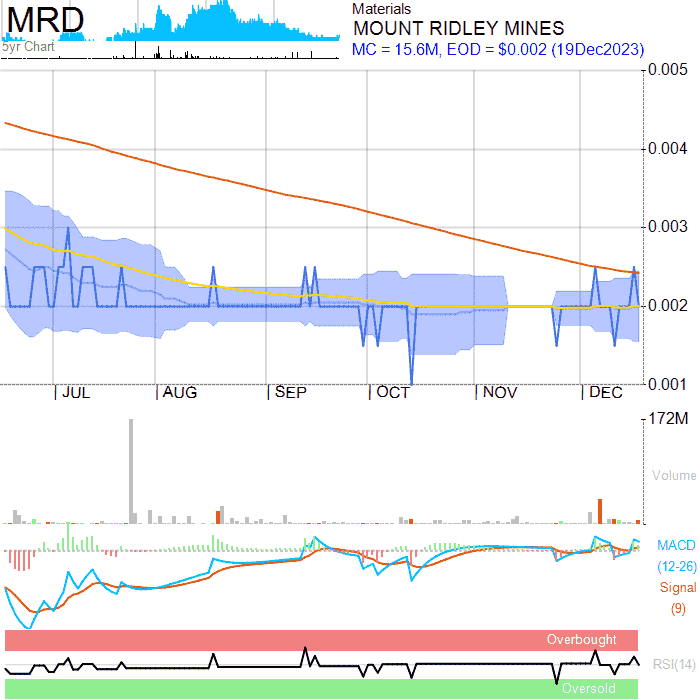 MRD
5yr Chart
Materials
MOUNT RIDLEY MINES
MC = 15.6M, EOD = $0.002 (19Dec2023)
0.005
0.004
0.003
0.002
0.001
JUL
AUG
SEP
OCT
NOV
DEC
172M
Volume
MACD
(12-26)
Signal
(9)
Overbought
RSI(14)
Oversold